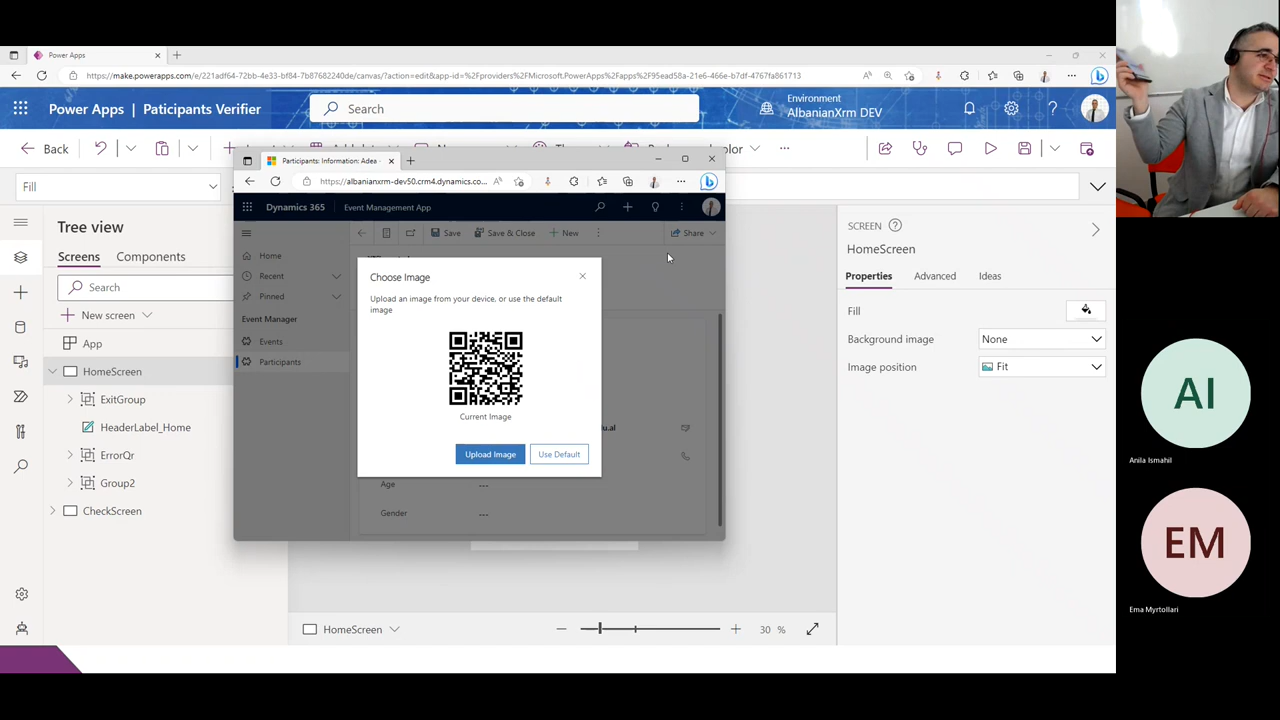 Power Apps
https://make.powerapps.com/e/221adf64-72bb-4e33-bf84-7b87682240de/canvas/?action=edit&app-id=%2Fproviders%2FMicrosoft.PowerApps%2Fapps%2F95ead58a-21e6-466e-b7df-4767fa861713
Power Apps | Paticipants Verifier
Search
Environment
AlbanianXrm DEV
Back
Fill
Tree view
Screens
Components
Search
New screen
App
HomeScreen
ExitGroup
HeaderLabel_Home
ErrorQr
Group2
CheckScreen
Participants: Information: Adea
https://albanianxrm-dev50.crm4.dynamics.co...
Dynamics 365
Event Management App
Save
Save & Close
New
Share
Home
Recent
Pinned
Event Manager
Events
Participants
Choose Image
Upload an image from your device, or use the default
image
Current Image
Upload Image
Use Default
u.al
Age
---
Gender
---
HomeScreen
30 %
SCREEN
HomeScreen
Properties
Advanced
Ideas
Fill
Background image
None
Image position
Fit
AI
Anila Ismahil
EM
Ema Myrtollari